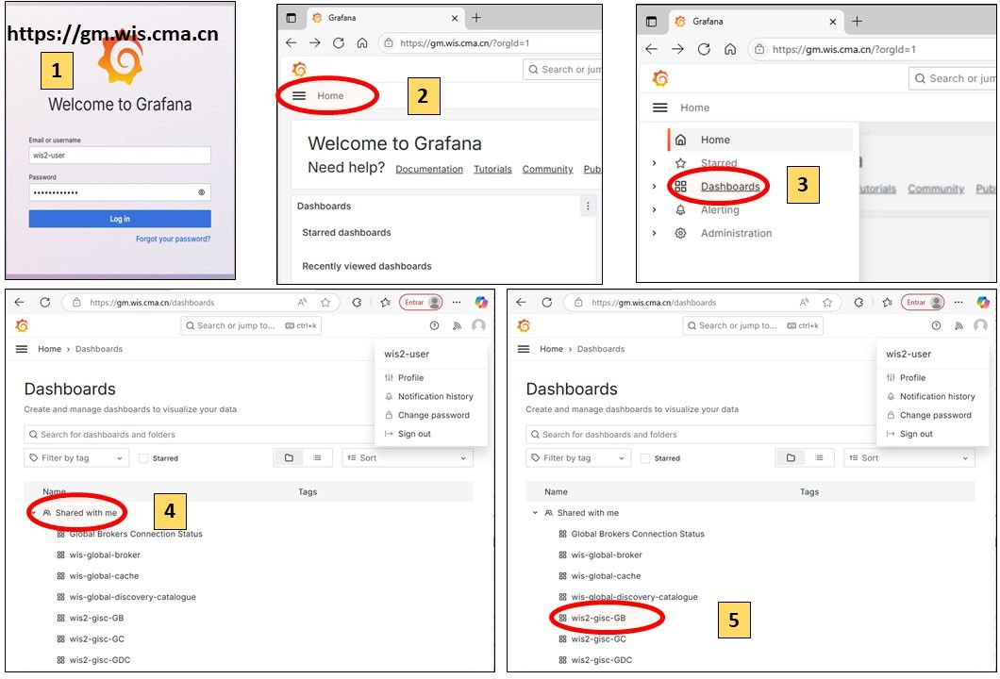 https://gm.wis.cma.cn
1
Welcome to Grafana
Email or username
wis2-user
Password
••••••••••••
Log in
Forgot your password?
Grafana
https://gm.wis.cma.cn/?orgId=1
Search or jum
Home
2
Welcome to Grafana
Need help? Documentation Tutorials Community Pub
Dashboards
Starred dashboards
Recently viewed dashboards
Grafana
https://gm.wis.cma.cn/?orgId=1
Search or jum
Home
Home
Starred
Dashboards
3
utorials Community Pub
Alerting
Administration
https://gm.wis.cma.cn/dashboards
Entrar
Search or jump to... ctrl+k
Home > Dashboards
wis2-user
Profile
Notification history
Change password
Sign out
Dashboards
Create and manage dashboards to visualize your data
Search for dashboards and folders
Filter by tag Starred Sort
Name Tags
Shared with me
4
Global Brokers Connection Status
wis-global-broker
wis-global-cache
wis-global-discovery-catalogue
wis2-gisc-GB
wis2-gisc-GC
wis2-gisc-GDC
https://gm.wis.cma.cn/dashboards
Entrar
Search or jump to... ctrl+k
Home > Dashboards
wis2-user
Profile
Notification history
Change password
Sign out
Dashboards
Create and manage dashboards to visualize your data
Search for dashboards and folders
Filter by tag Starred Sort
Name Tags
Shared with me
Global Brokers Connection Status
wis-global-broker
wis-global-cache
wis-global-discovery-catalogue
wis2-gisc-GB
5
wis2-gisc-GC
wis2-gisc-GDC